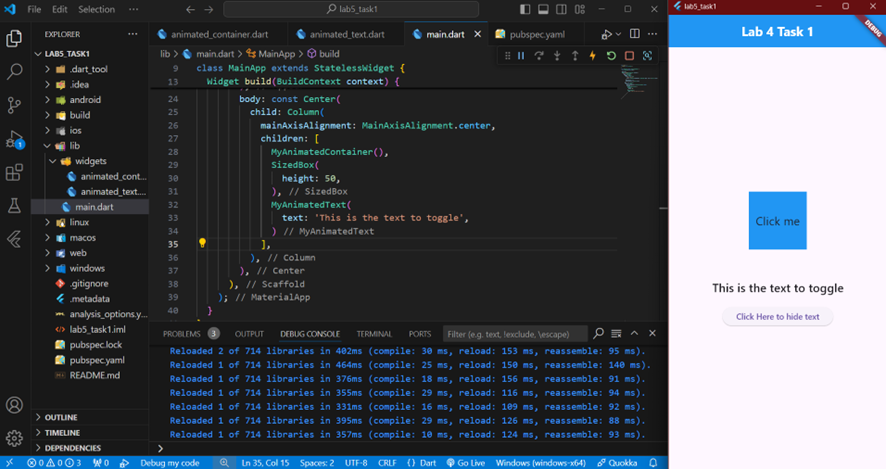 File Edit Selection ... lab5_task1
EXPLORER ...
LAB5_TASK1
.dart_tool
.idea
android
build
ios
lib
widgets
animated_cont...
animated_text....
main.dart
linux
macos
web
windows
.gitignore
.metadata
analysis_options.y...
lab5_task1.iml
pubspec.lock
pubspec.yaml
README.md
OUTLINE
TIMELINE
DEPENDENCIES
1
animated_container.dart animated_text.dart main.dart pubspec.yaml
lib > main.dart > MainApp > build
9 class MainApp extends StatelessWidget {
13 Widget build(BuildContext context) {
24 body: const Center(
25 child: Column(
26 mainAxisAlignment: MainAxisAlignment.center,
27 children: [
28 MyAnimatedContainer(),
29 SizedBox(
30 height: 50,
31 ), // SizedBox
32 MyAnimatedText(
33 text: 'This is the text to toggle',
34 ) // MyAnimatedText
35 ],
36 ), // Column
37 ), // Center
38 ), // Scaffold
39 ); // MaterialApp
40 }
PROBLEMS 3 OUTPUT DEBUG CONSOLE TERMINAL PORTS Filter (e.g. text, !exclude, \escape)
Reloaded 2 of 714 libraries in 402ms (compile: 30 ms, reload: 153 ms, reassemble: 95 ms).
Reloaded 1 of 714 libraries in 464ms (compile: 25 ms, reload: 150 ms, reassemble: 140 ms).
Reloaded 1 of 714 libraries in 376ms (compile: 18 ms, reload: 156 ms, reassemble: 91 ms).
Reloaded 1 of 714 libraries in 355ms (compile: 29 ms, reload: 116 ms, reassemble: 94 ms).
Reloaded 1 of 714 libraries in 331ms (compile: 16 ms, reload: 109 ms, reassemble: 92 ms).
Reloaded 1 of 714 libraries in 395ms (compile: 29 ms, reload: 126 ms, reassemble: 88 ms).
Reloaded 1 of 714 libraries in 357ms (compile: 10 ms, reload: 124 ms, reassemble: 93 ms).
>
0 0 3 0 Debug my code Ln 35, Col 15 Spaces: 2 UTF-8 CRLF {} Dart Go Live Windows (windows-x64) Quokka
lab5_task1
Lab 4 Task 1
DEBUG
Click me
This is the text to toggle
Click Here to hide text